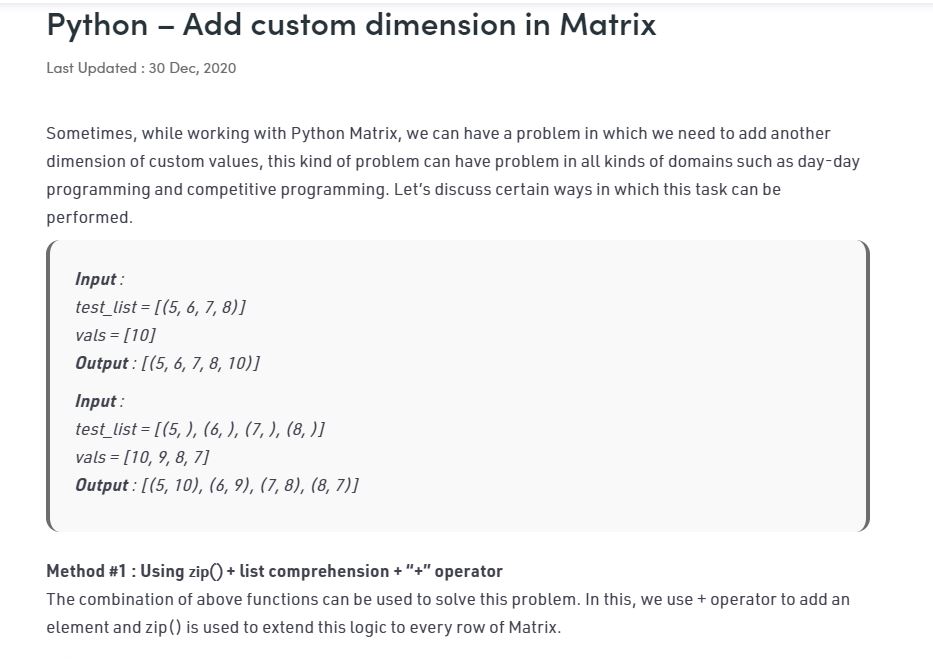 Python – Add custom dimension in Matrix
Last Updated : 30 Dec, 2020
Sometimes, while working with Python Matrix, we can have a problem in which we need to add another
dimension of custom values, this kind of problem can have problem in all kinds of domains such as day-day
programming and competitive programming. Let’s discuss certain ways in which this task can be
performed.
Input :
test_list = [(5, 6, 7, 8)]
vals = [10]
Output : [(5, 6, 7, 8, 10)]
Input :
test_list = [(5, ), (6, ), (7, ), (8, )]
vals = [10, 9, 8, 7]
Output : [(5, 10), (6, 9), (7, 8), (8, 7)]
Method #1 : Using zip() + list comprehension + “+” operator
The combination of above functions can be used to solve this problem. In this, we use + operator to add an
element and zip() is used to extend this logic to every row of Matrix.